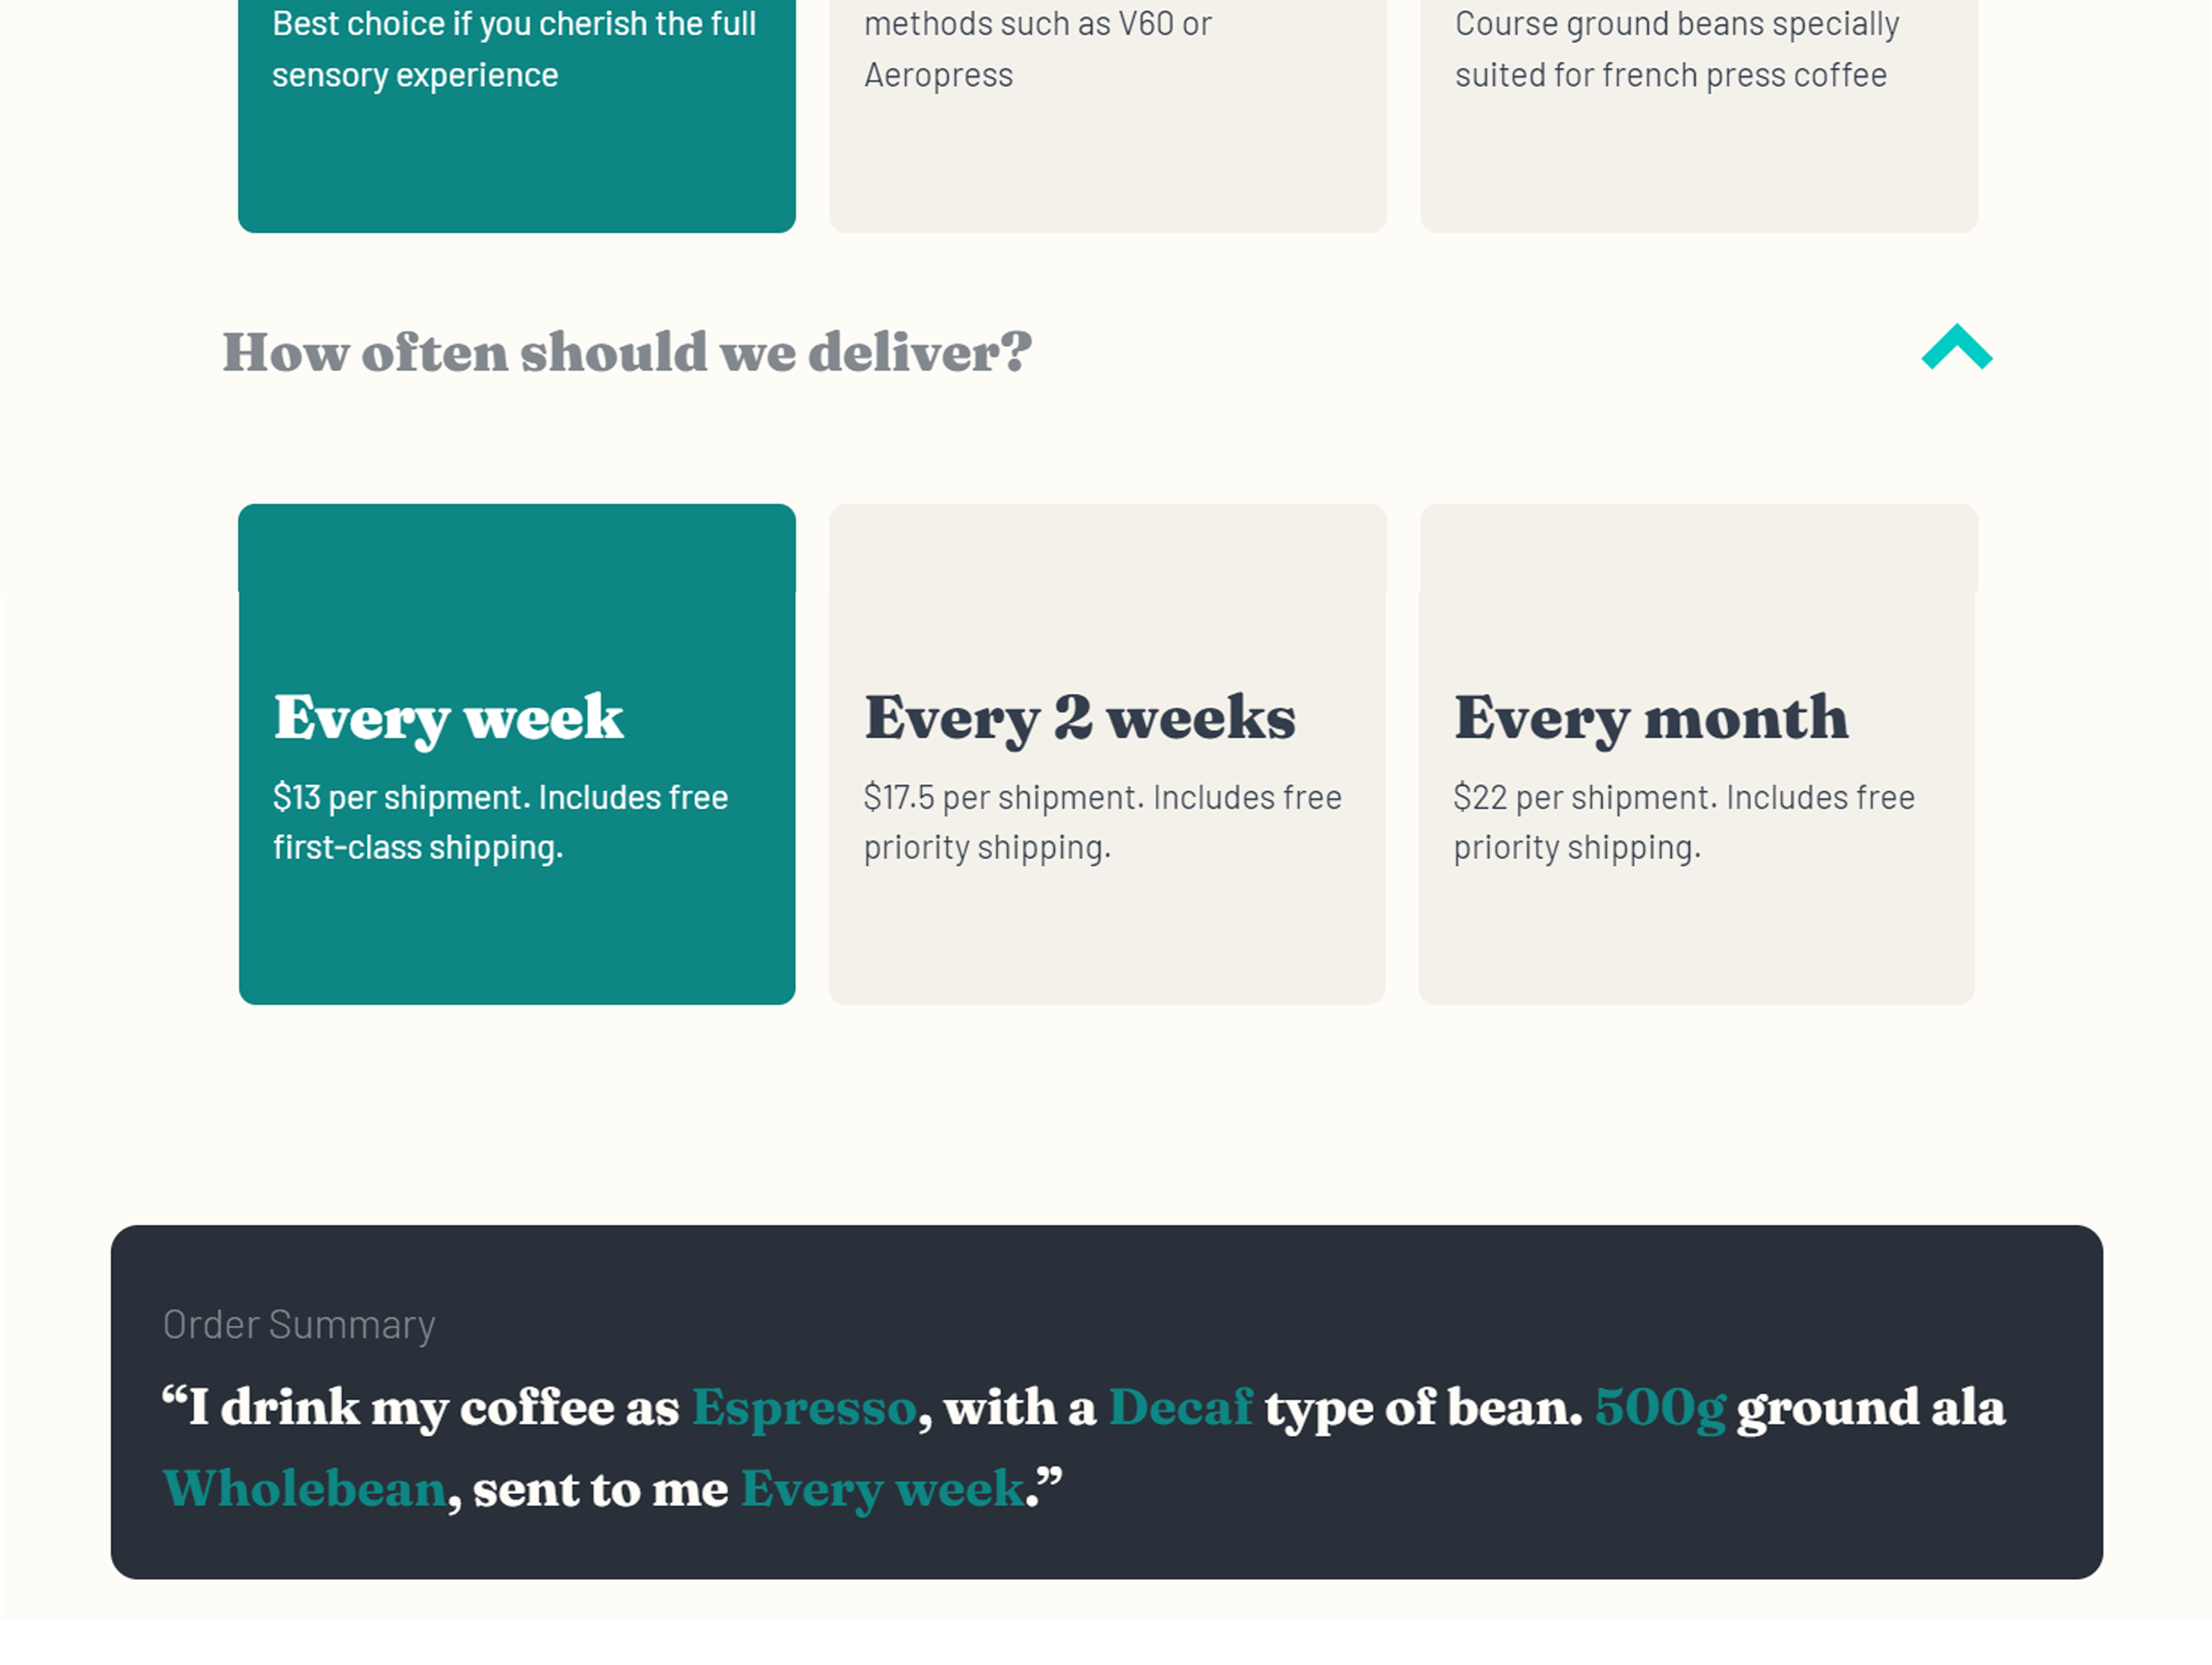 Best choice if you cherish the full
sensory experience
methods such as V60 or
Aeropress
Course ground beans specially
suited for french press coffee
How often should we deliver?
Every week
$13 per shipment. Includes free
first-class shipping.
Every 2 weeks
$17.5 per shipment. Includes free
priority shipping.
Every month
$22 per shipment. Includes free
priority shipping.
Order Summary
“I drink my coffee as Espresso, with a Decaf type of bean. 500g ground ala
Wholebean, sent to me Every week.”